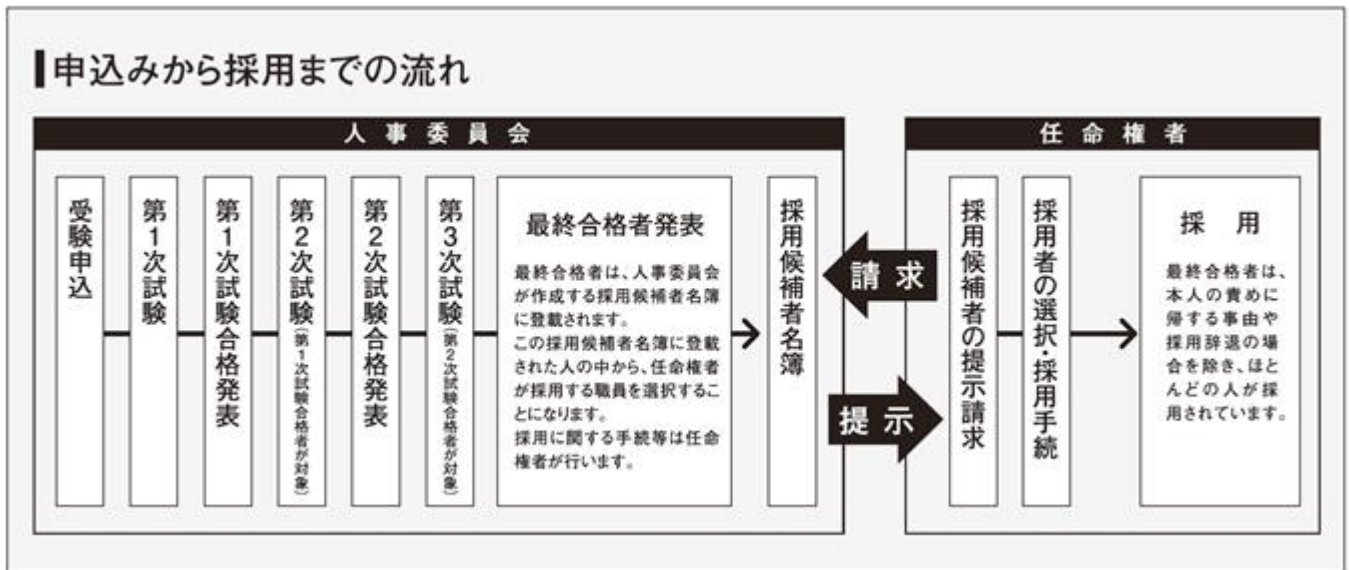 申込みから採用までの流れ
人事委員会
受験申込
第1次試験
第1次試験合格発表
第2次試験(第1次試験合格者が対象)
第2次試験合格発表
第3次試験(第2次試験合格者が対象)
最終合格者発表
最終合格者は、人事委員会
が作成する採用候補者名簿
に登載されます。
この採用候補者名簿に登載
された人の中から、任命権者
が採用する職員を選択するこ
とになります。
採用に関する手続等は任命
権者が行います。
採用候補者名簿
請求
提示
任命権者
採用候補者の提示請求
採用者の選択・採用手続
採用
最終合格者は、
本人の責めに
帰する事由や
採用辞退の場
合を除き、ほと
んどの人が採
用されています。